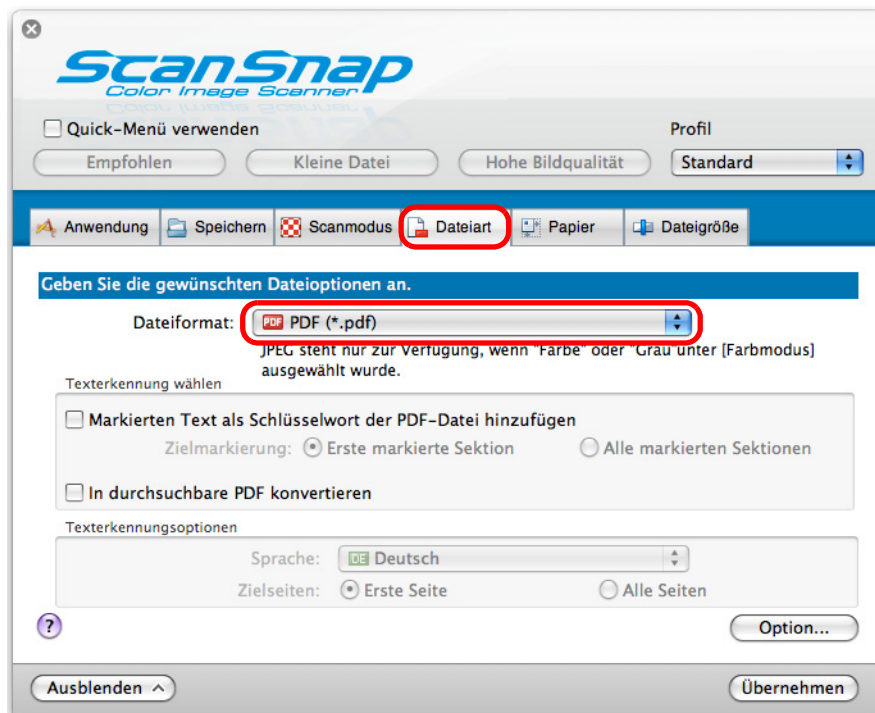 ScanSnap
Color Image Scanner
Quick-Menü verwenden
Profil
Empfohlen
Kleine Datei
Hohe Bildqualität
Standard
Anwendung
Speichern
Scanmodus
Dateiart
Papier
Dateigröße
Geben Sie die gewünschten Dateioptionen an.
Dateiformat:
PDF PDF (*.pdf)
JPEG steht nur zur Verfügung, wenn "Farbe" oder "Grau unter [Farbmodus]
ausgewählt wurde.
Texterkennung wählen
Markierten Text als Schlüsselwort der PDF-Datei hinzufügen
Zielmarkierung:
Erste markierte Sektion
Alle markierten Sektionen
In durchsuchbare PDF konvertieren
Texterkennungsoptionen
Sprache:
DE Deutsch
Zielseiten:
Erste Seite
Alle Seiten
?
Option...
Ausblenden
Übernehmen